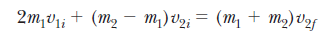 2m₁v₁ᵢ + (m₂ − m₁)v₂ᵢ = (m₁ + m₂)v₂f